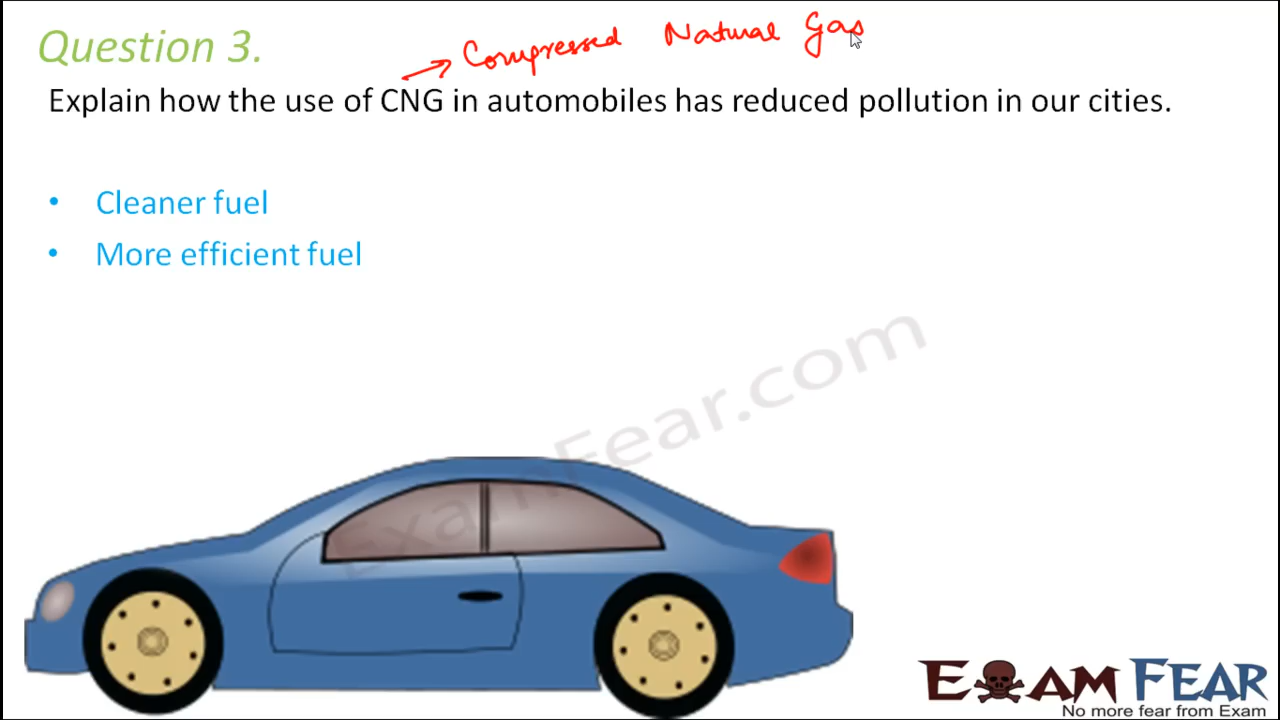 Question 3.
→ Compressed Natural Gas
Explain how the use of CNG in automobiles has reduced pollution in our cities.
• Cleaner fuel
• More efficient fuel
ExamFear.com
EXAM FEAR
No more fear from Exam